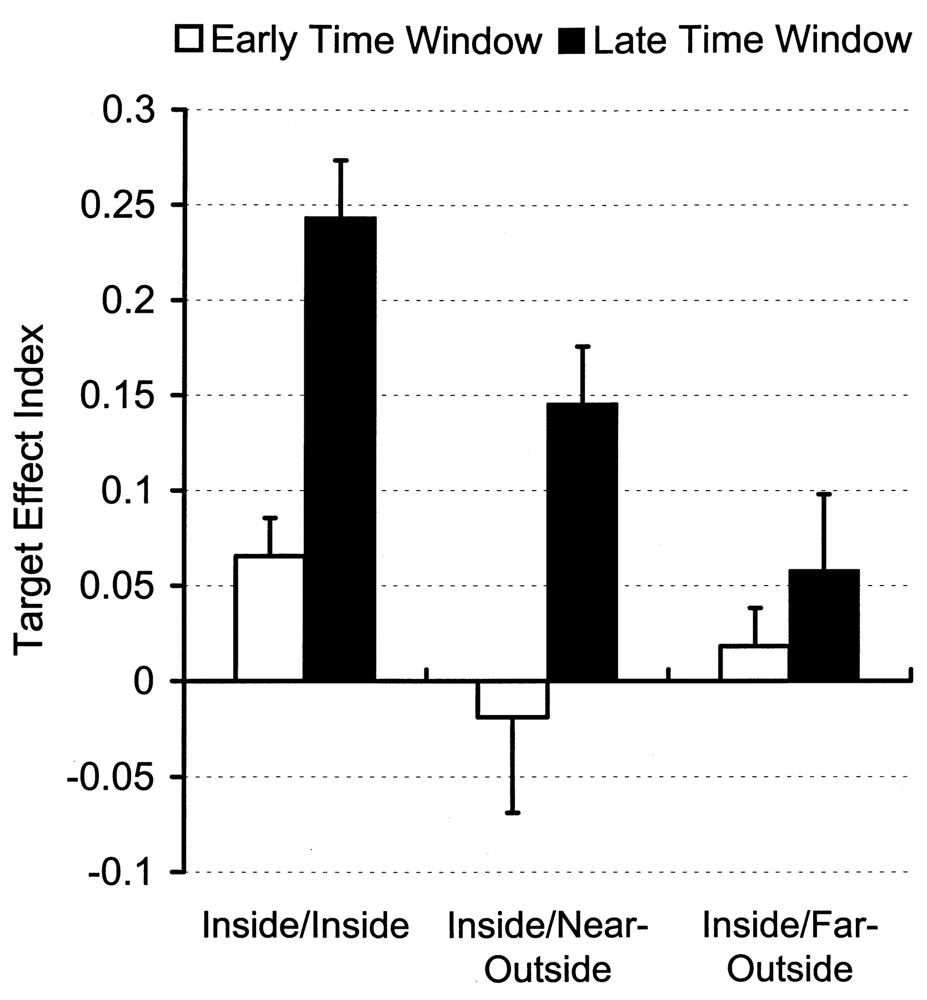 Early Time Window Late Time Window
0.3
0.25
0.2
0.15
0.1
0.05
0
-0.05
-0.1
Target Effect Index
Inside/Inside Inside/Near- Inside/Far-
Outside Outside